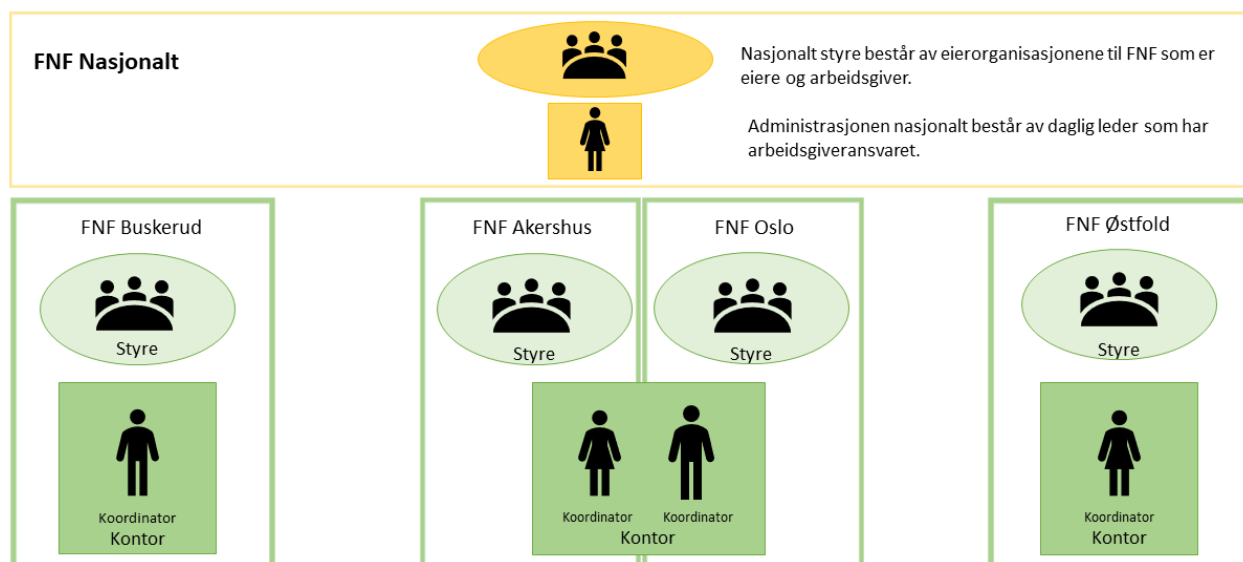 FNF Nasjonalt
Nasjonalt styre består av eierorganisasjonene til FNF som er
eiere og arbeidsgiver.
Administrasjonen nasjonalt består av daglig leder som har
arbeidsgiveransvaret.
FNF Buskerud
Styre
Koordinator
Kontor
FNF Akershus
FNF Oslo
Styre
Styre
Koordinator
Koordinator
Kontor
FNF Østfold
Styre
Koordinator
Kontor